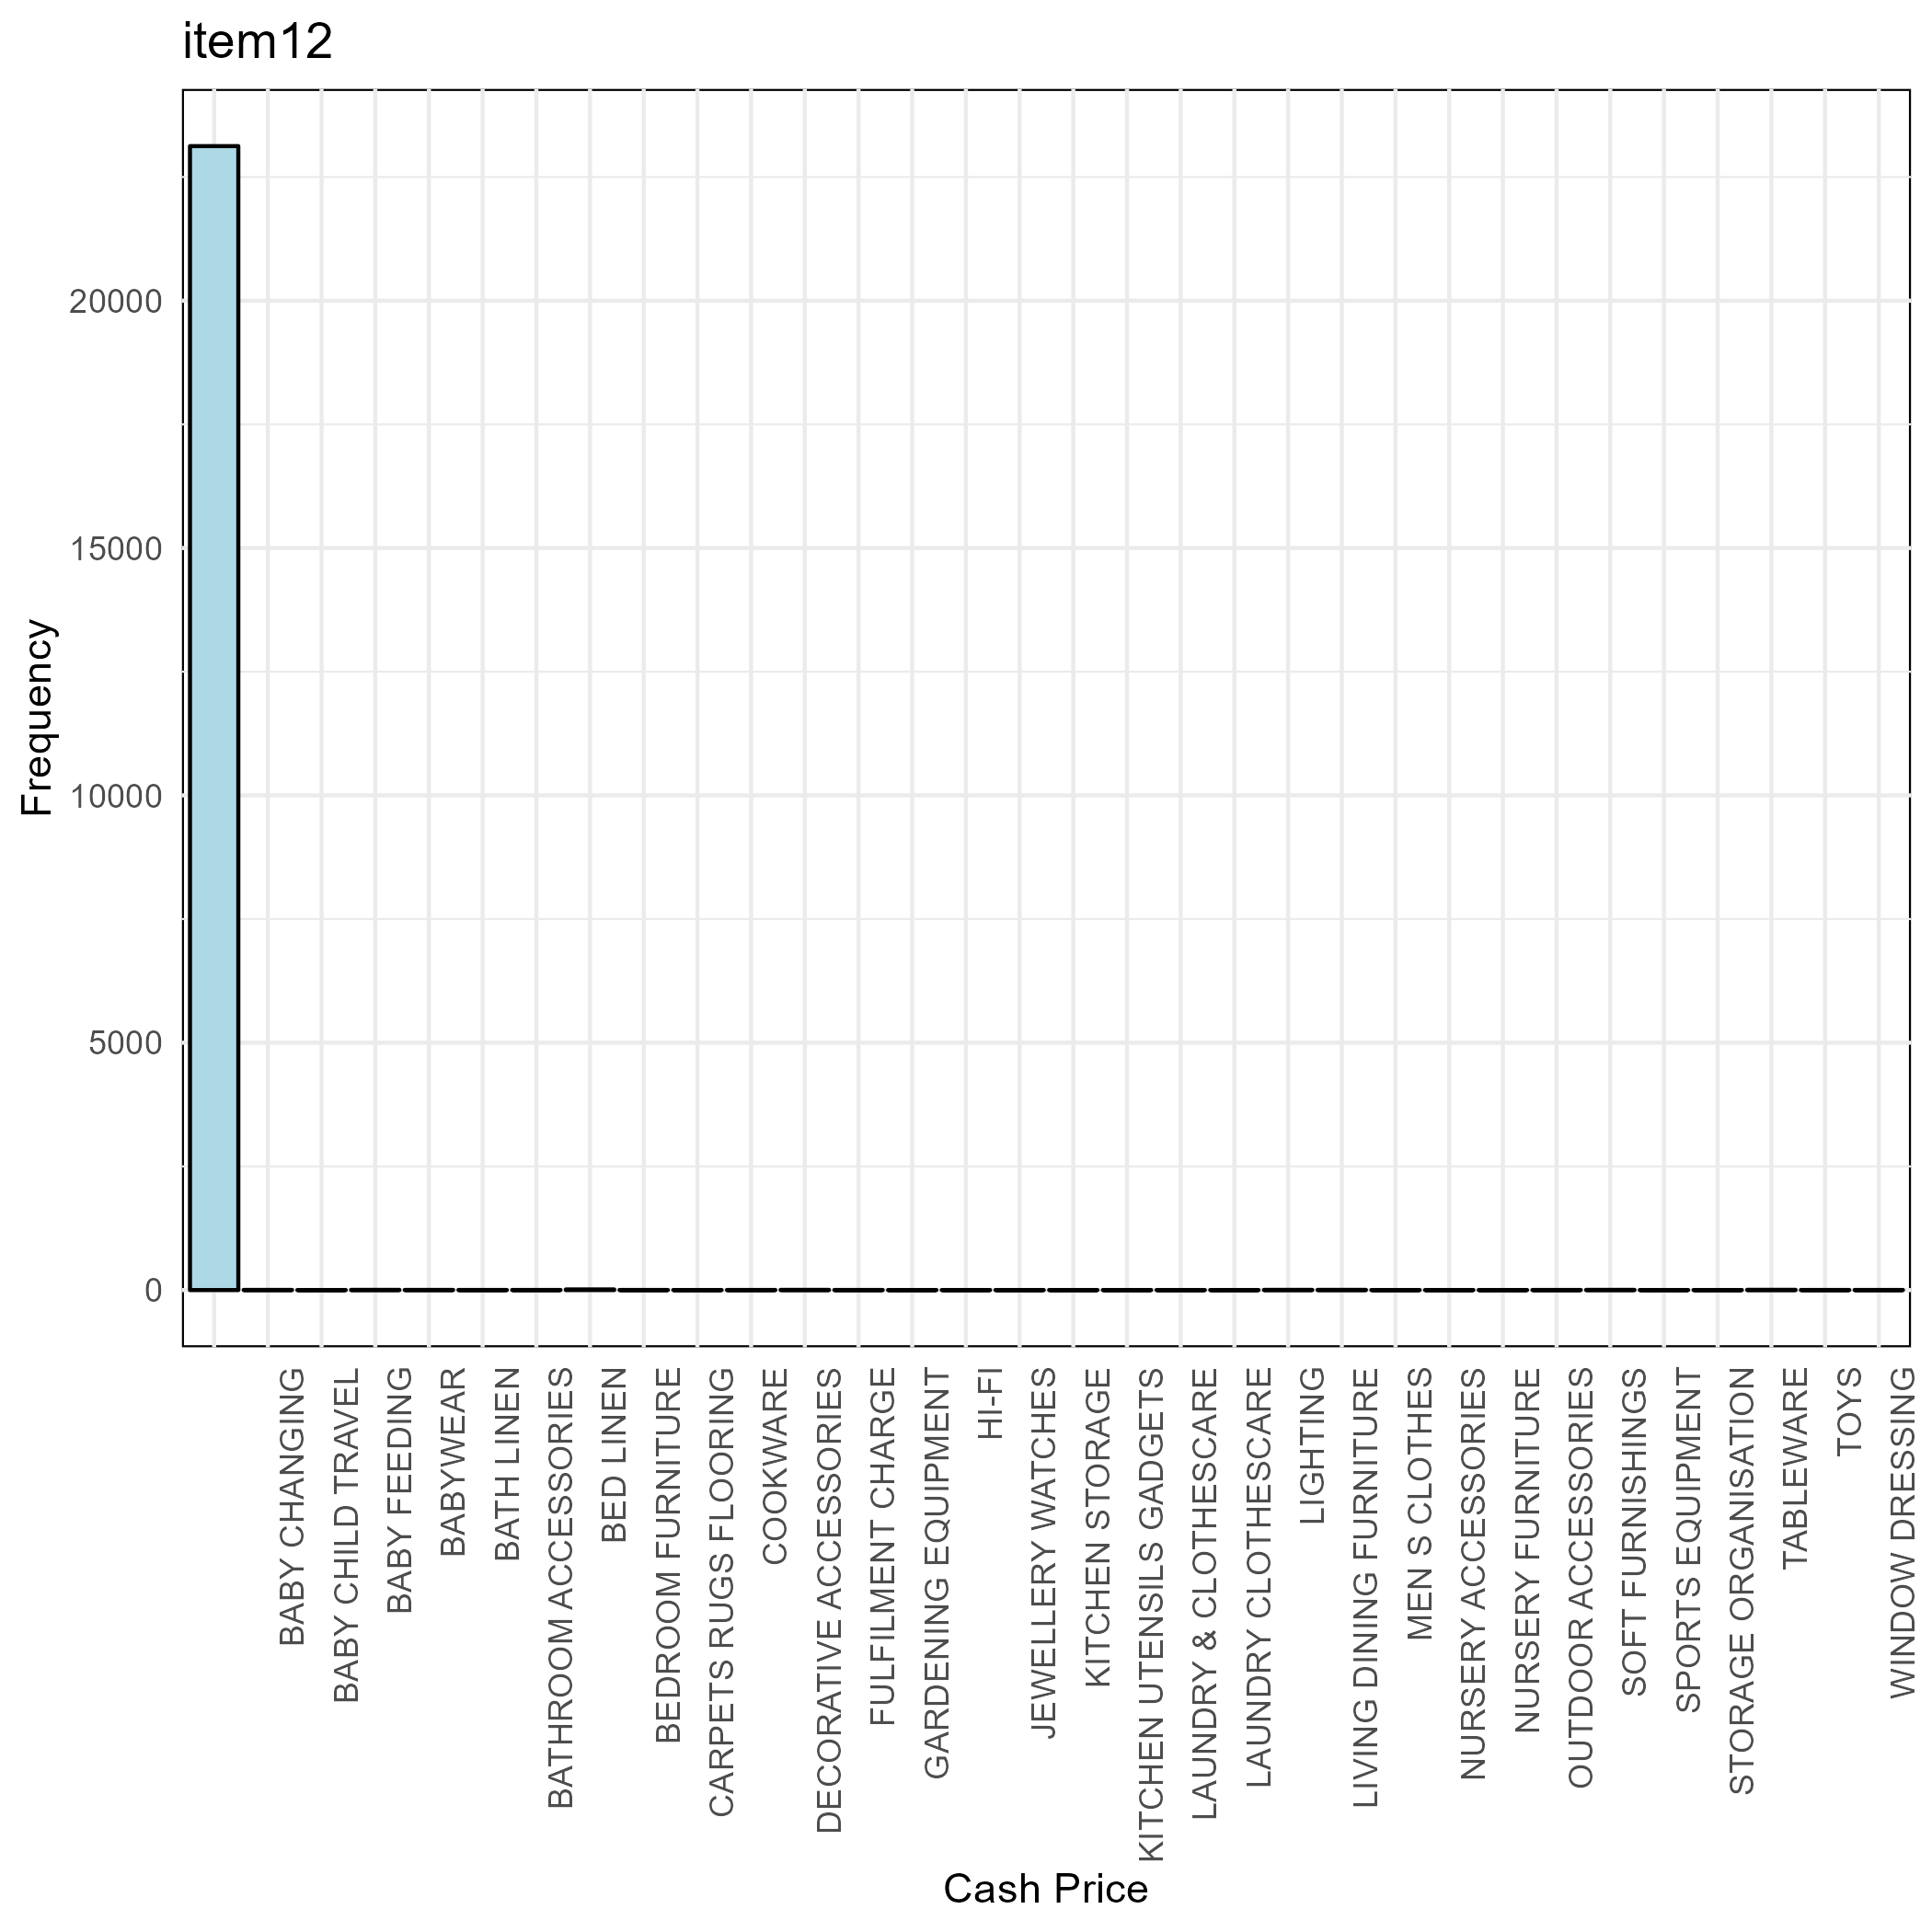 item12
Frequency
20000
15000
10000
5000
0
BABY CHANGING
BABY CHILD TRAVEL
BABY FEEDING
BABYWEAR
BATH LINEN
BATHROOM ACCESSORIES
BED LINEN
BEDROOM FURNITURE
CARPETS RUGS FLOORING
COOKWARE
DECORATIVE ACCESSORIES
FULFILMENT CHARGE
GARDENING EQUIPMENT
HI-FI
JEWELLERY WATCHES
KITCHEN STORAGE
KITCHEN UTENSILS GADGETS
LAUNDRY & CLOTHESCARE
LAUNDRY CLOTHESCARE
LIGHTING
LIVING DINING FURNITURE
MEN S CLOTHES
NURSERY ACCESSORIES
NURSERY FURNITURE
OUTDOOR ACCESSORIES
SOFT FURNISHINGS
SPORTS EQUIPMENT
STORAGE ORGANISATION
TABLEWARE
TOYS
WINDOW DRESSING
Cash Price